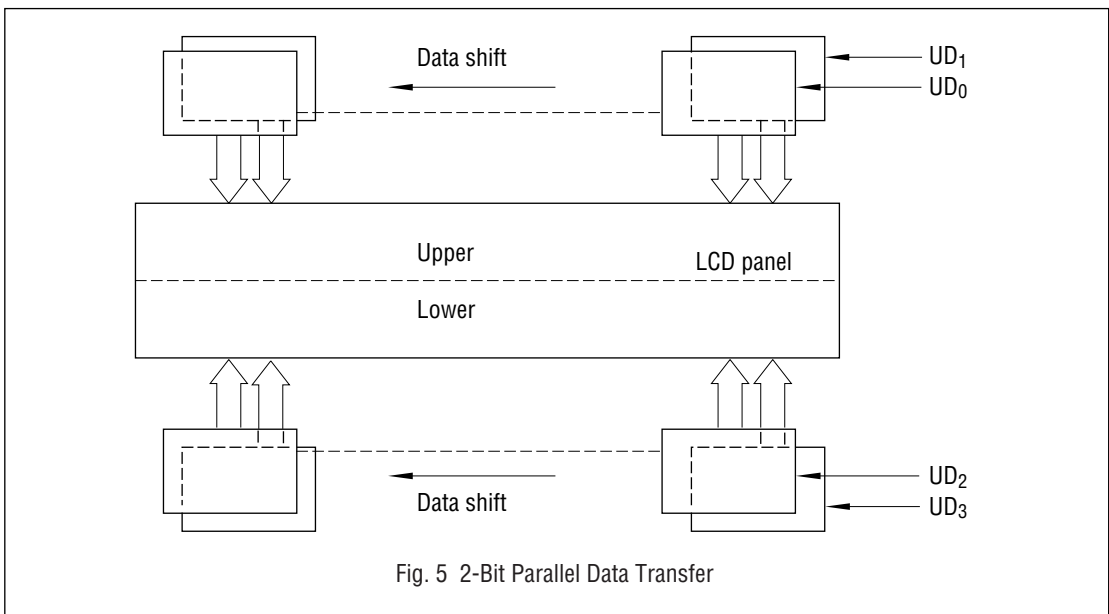 Data shift
UD₁
UD₀
Upper
LCD panel
Lower
Data shift
UD₂
UD₃
Fig. 5 2-Bit Parallel Data Transfer